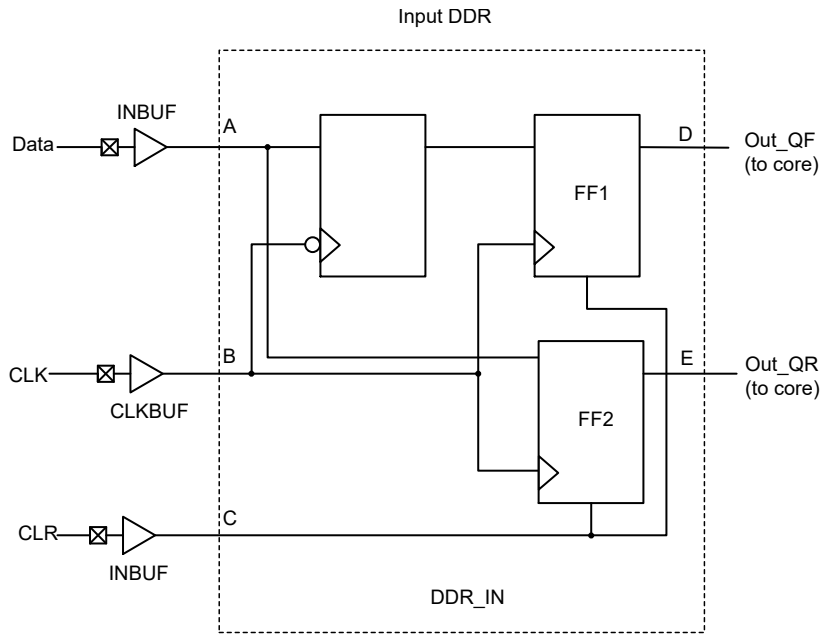 Input DDR
INBUF
Data
A
D
Out_QF
(to core)
FF1
B
E
Out_QR
(to core)
CLK
CLKBUF
FF2
C
CLR
INBUF
DDR_IN